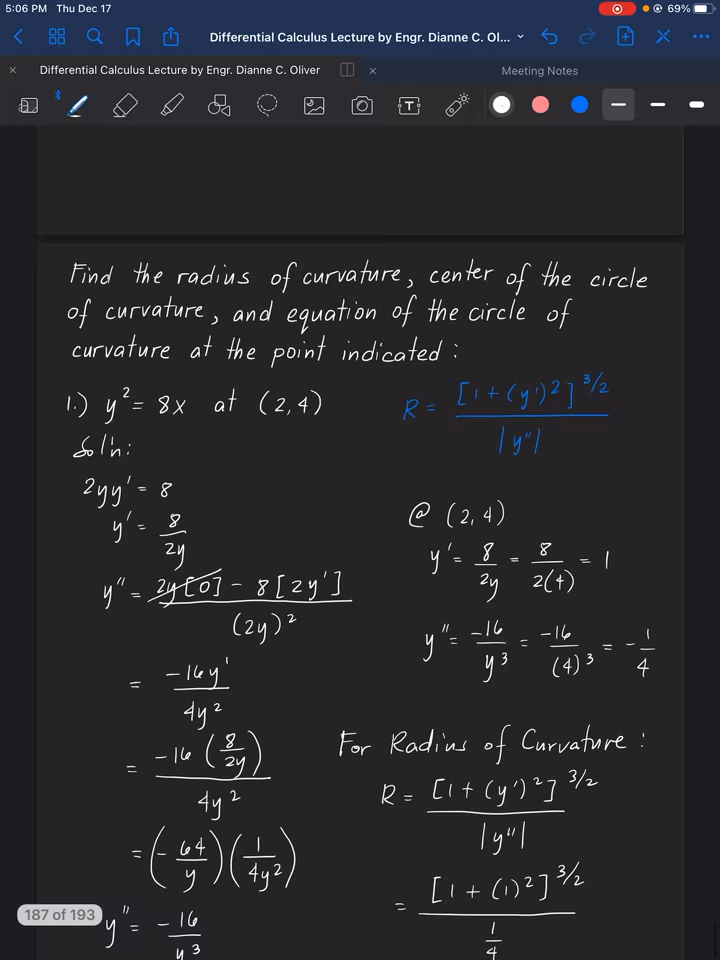 5:06 PM Thu Dec 17
69%
Differential Calculus Lecture by Engr. Dianne C. Ol...
Differential Calculus Lecture by Engr. Dianne C. Oliver
Meeting Notes
T
Find the radius of curvature, center of the circle
of curvature, and equation of the circle of
curvature at the point indicated :
1.) y² = 8x at (2,4)
R = [1 + (y')²]^3/2 / |y''|
Sol'n:
2yy' = 8
y' = 8/2y
y'' = 2y[0] - 8[2y'] / (2y)²
= -16y' / 4y²
= -16 (8/2y) / 4y²
= (-64/y)(1/4y²)
y'' = -16/y³
@ (2,4)
y' = 8/2y = 8/2(4) = 1
y'' = -16/y³ = -16/(4)³ = -1/4
For Radius of Curvature :
R = [1 + (y')²]^3/2 / |y''|
= [1 + (1)²]^3/2 / 1/4
187 of 193